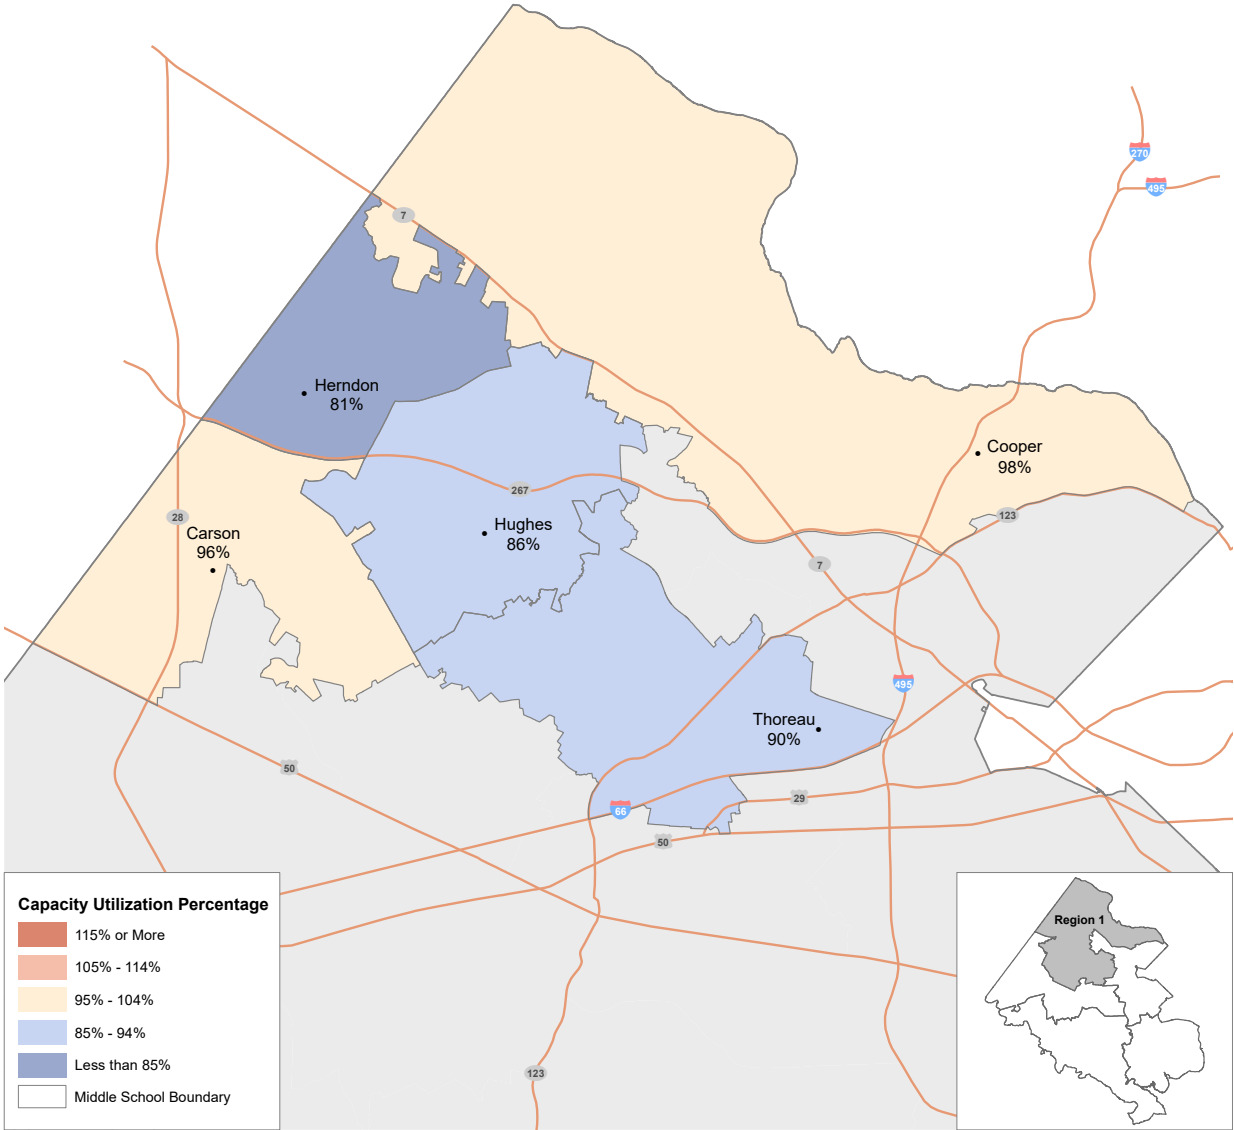 270
495
7
Herndon
81%
Cooper
98%
267
28
123
Carson
96%
Hughes
86%
7
495
Thoreau
90%
50
29
66
50
123
Capacity Utilization Percentage
115% or More
105% - 114%
95% - 104%
85% - 94%
Less than 85%
Middle School Boundary
Region 1